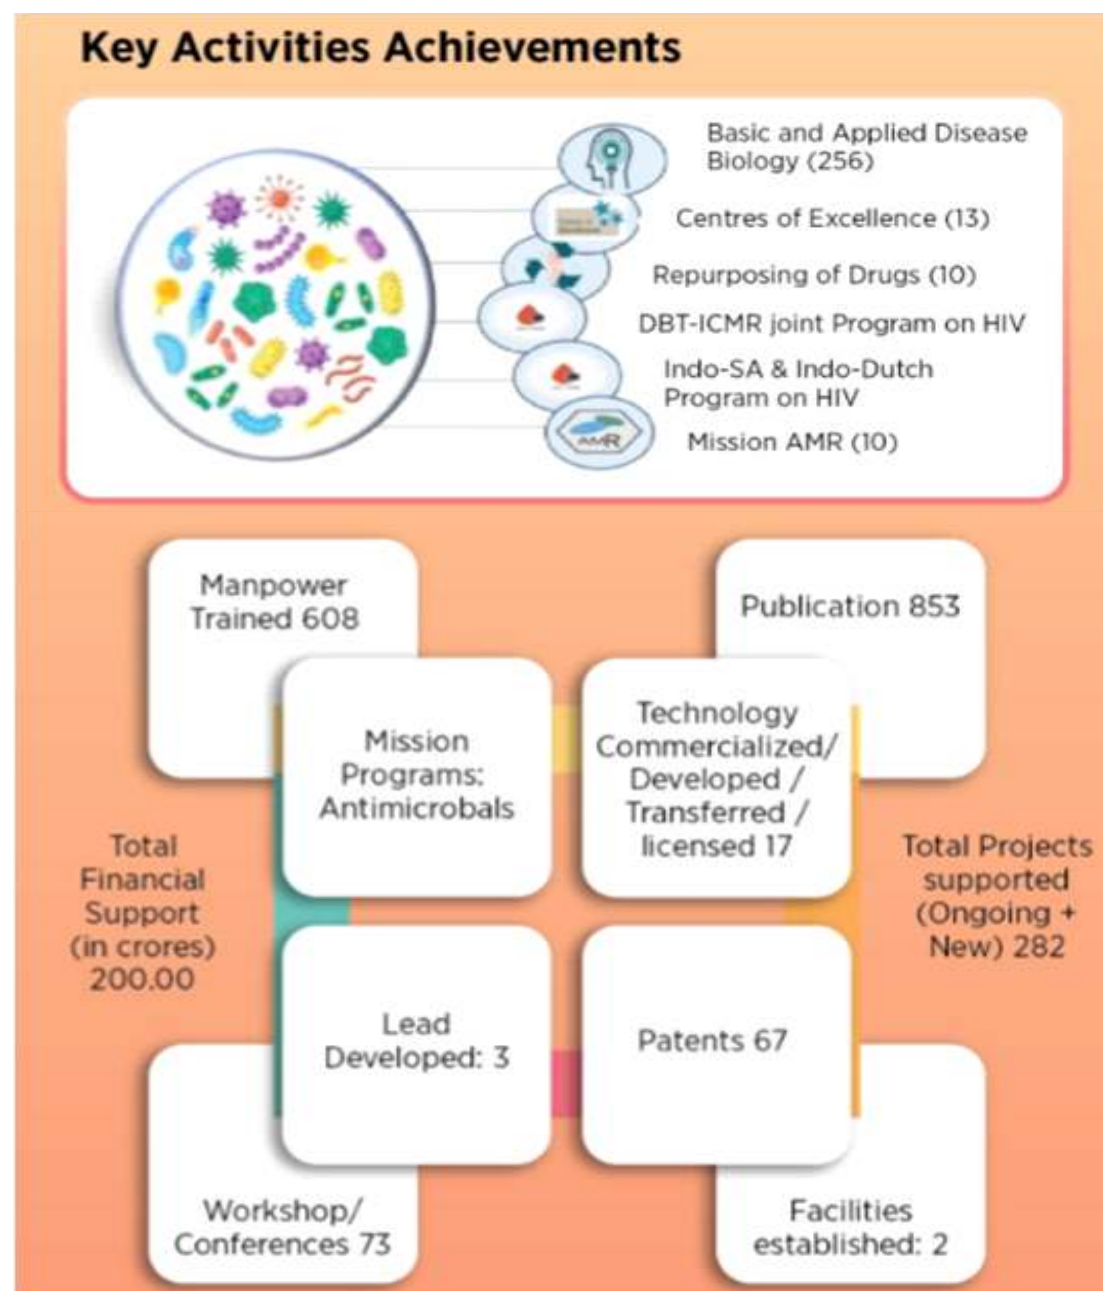 Key Activities Achievements
Basic and Applied Disease
Biology (256)
Centres of Excellence (13)
Repurposing of Drugs (10)
DBT-ICMR joint Program on HIV
Indo-SA & Indo-Dutch
Program on HIV
AMR
Mission AMR (10)
Manpower
Trained 608
Publication 853
Mission
Programs:
Antimicrobals
Technology
Commercialized/
Developed /
Transferred /
licensed 17
Total
Financial
Support
(in crores)
200.00
Total Projects
supported
(Ongoing +
New) 282
Lead
Developed: 3
Patents 67
Workshop/
Conferences 73
Facilities
established: 2